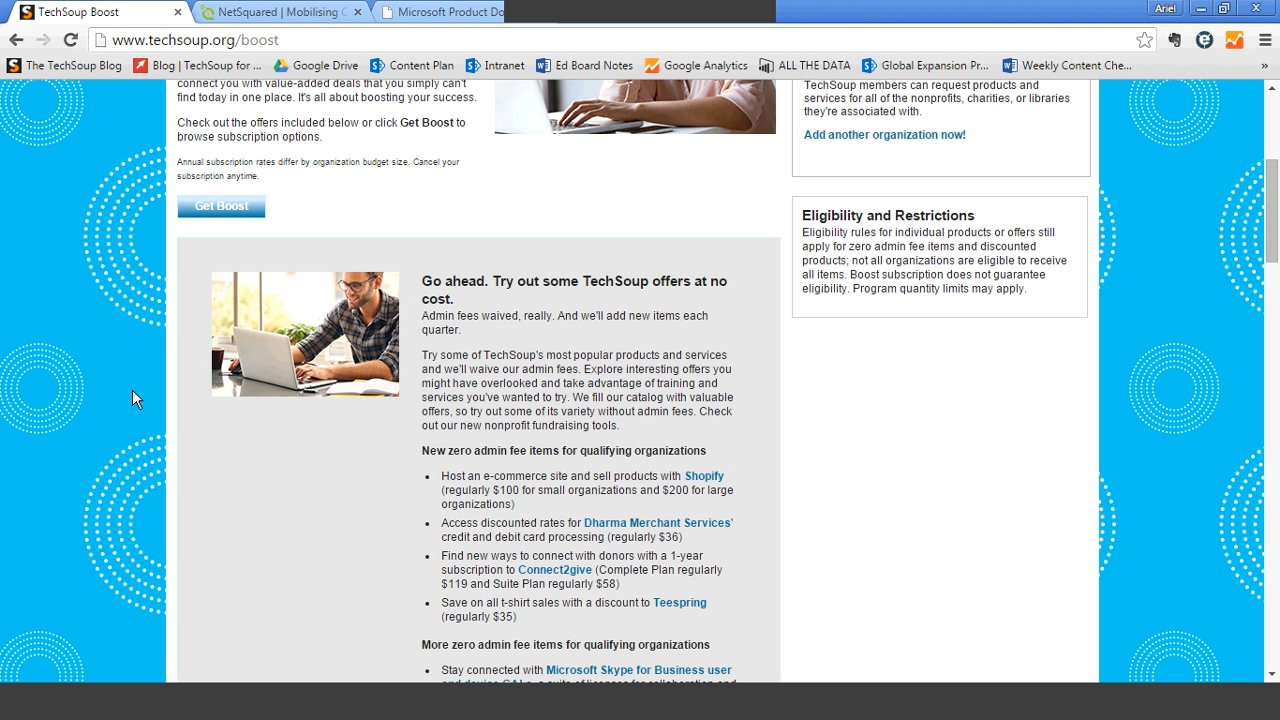 TechSoup Boost
NetSquared | Mobilising
Microsoft Product Do
Ariel
www.techsoup.org/boost
The TechSoup Blog
Blog | TechSoup for ...
Google Drive
Content Plan
Intranet
Ed Board Notes
Google Analytics
ALL THE DATA
Global Expansion Pr...
Weekly Content Che...
»
connect you with value-added deals that you simply can't
find today in one place. It's all about boosting your success.
Check out the offers included below or click Get Boost to
browse subscription options.
Annual subscription rates differ by organization budget size. Cancel your
subscription anytime.
Get Boost
TechSoup members can request products and
services for all of the nonprofits, charities, or libraries
they're associated with.
Add another organization now!
Eligibility and Restrictions
Eligibility rules for individual products or offers still
apply for zero admin fee items and discounted
products; not all organizations are eligible to receive
all items. Boost subscription does not guarantee
eligibility. Program quantity limits may apply.
Go ahead. Try out some TechSoup offers at no
cost.
Admin fees waived, really. And we'll add new items each
quarter.
Try some of TechSoup's most popular products and services
and we'll waive our admin fees. Explore interesting offers you
might have overlooked and take advantage of training and
services you've wanted to try. We fill our catalog with valuable
offers, so try out some of its variety without admin fees. Check
out our new nonprofit fundraising tools.
New zero admin fee items for qualifying organizations
• Host an e-commerce site and sell products with Shopify
(regularly $100 for small organizations and $200 for large
organizations)
• Access discounted rates for Dharma Merchant Services'
credit and debit card processing (regularly $36)
• Find new ways to connect with donors with a 1-year
subscription to Connect2give (Complete Plan regularly
$119 and Suite Plan regularly $58)
• Save on all t-shirt sales with a discount to Teespring
(regularly $35)
More zero admin fee items for qualifying organizations
• Stay connected with Microsoft Skype for Business user